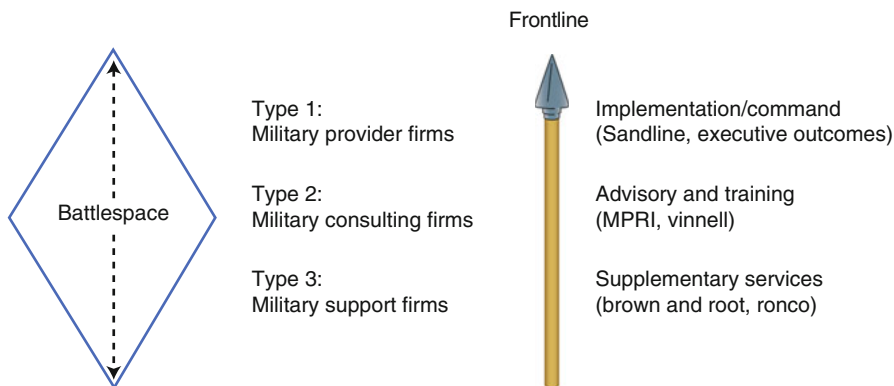 Frontline
Battlespace
Type 1:
Military provider firms
Implementation/command
(Sandline, executive outcomes)
Type 2:
Military consulting firms
Advisory and training
(MPRI, vinnell)
Type 3:
Military support firms
Supplementary services
(brown and root, ronco)